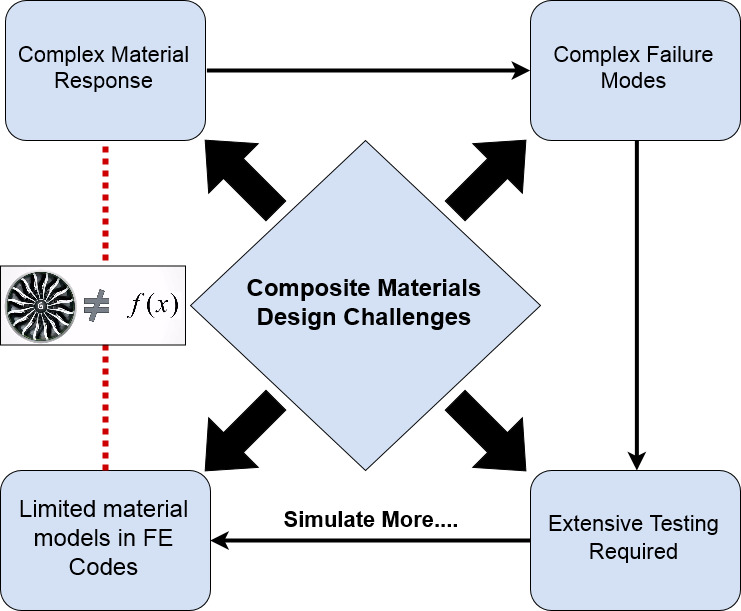 Complex Material
Response
Complex Failure
Modes
≠ f(x)
Composite Materials
Design Challenges
Limited material
models in FE
Codes
Simulate More....
Extensive Testing
Required